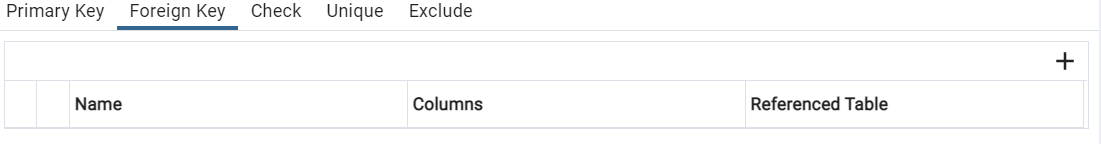 Primary Key Foreign Key Check Unique Exclude
+
Name Columns Referenced Table